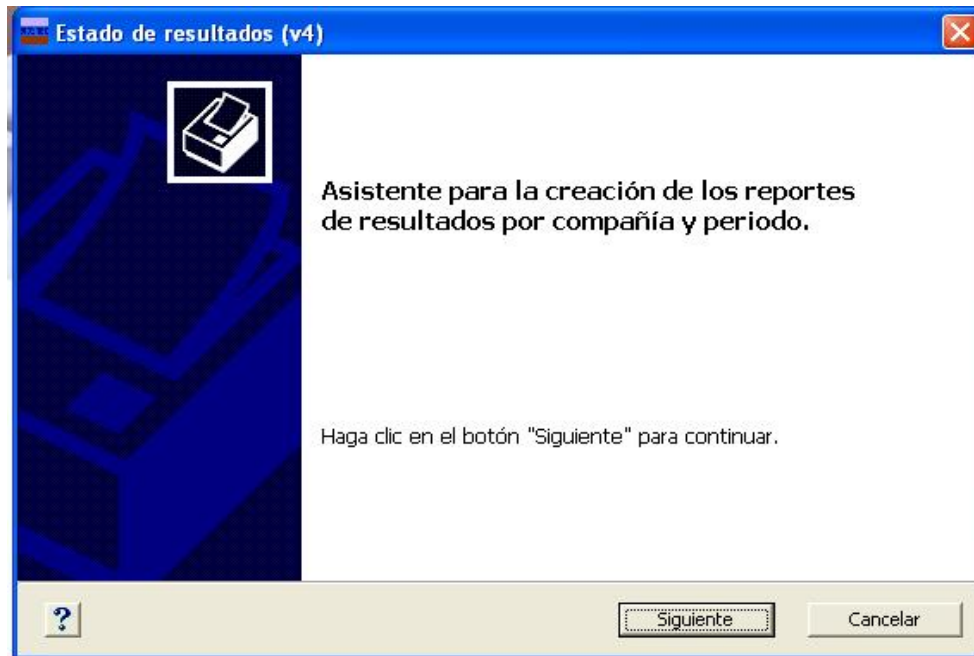 Estado de resultados (v4)
Asistente para la creación de los reportes
de resultados por compañía y periodo.
Haga clic en el botón "Siguiente" para continuar.
?
Siguiente
Cancelar